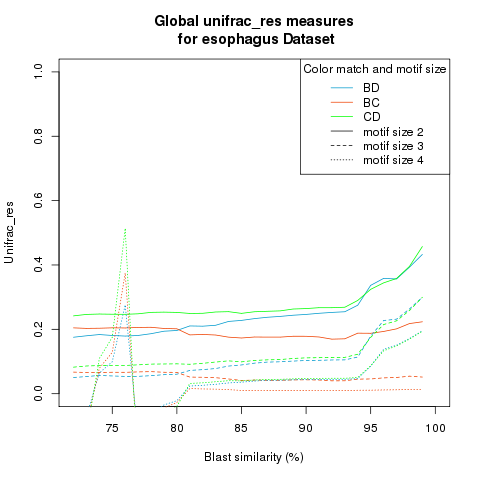 Global unifrac_res measures
for esophagus Dataset
Color match and motif size
BD
BC
CD
motif size 2
motif size 3
motif size 4
Unifrac_res
1.0
0.8
0.6
0.4
0.2
0.0
75 80 85 90 95 100
Blast similarity (%)